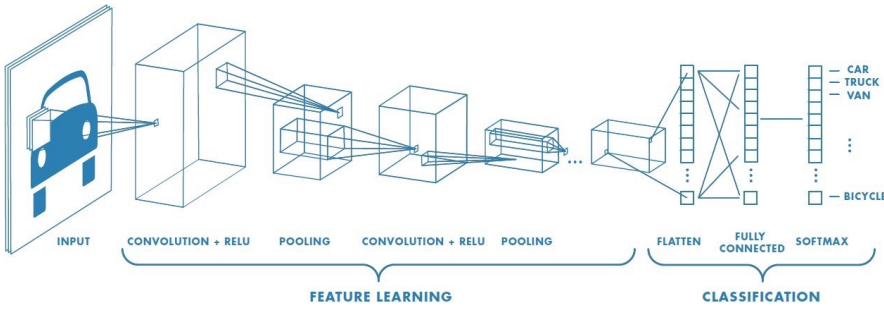 CAR
TRUCK
VAN
BICYCLE
INPUT
CONVOLUTION + RELU
POOLING
CONVOLUTION + RELU
POOLING
FLATTEN
FULLY
CONNECTED
SOFTMAX
FEATURE LEARNING
CLASSIFICATION